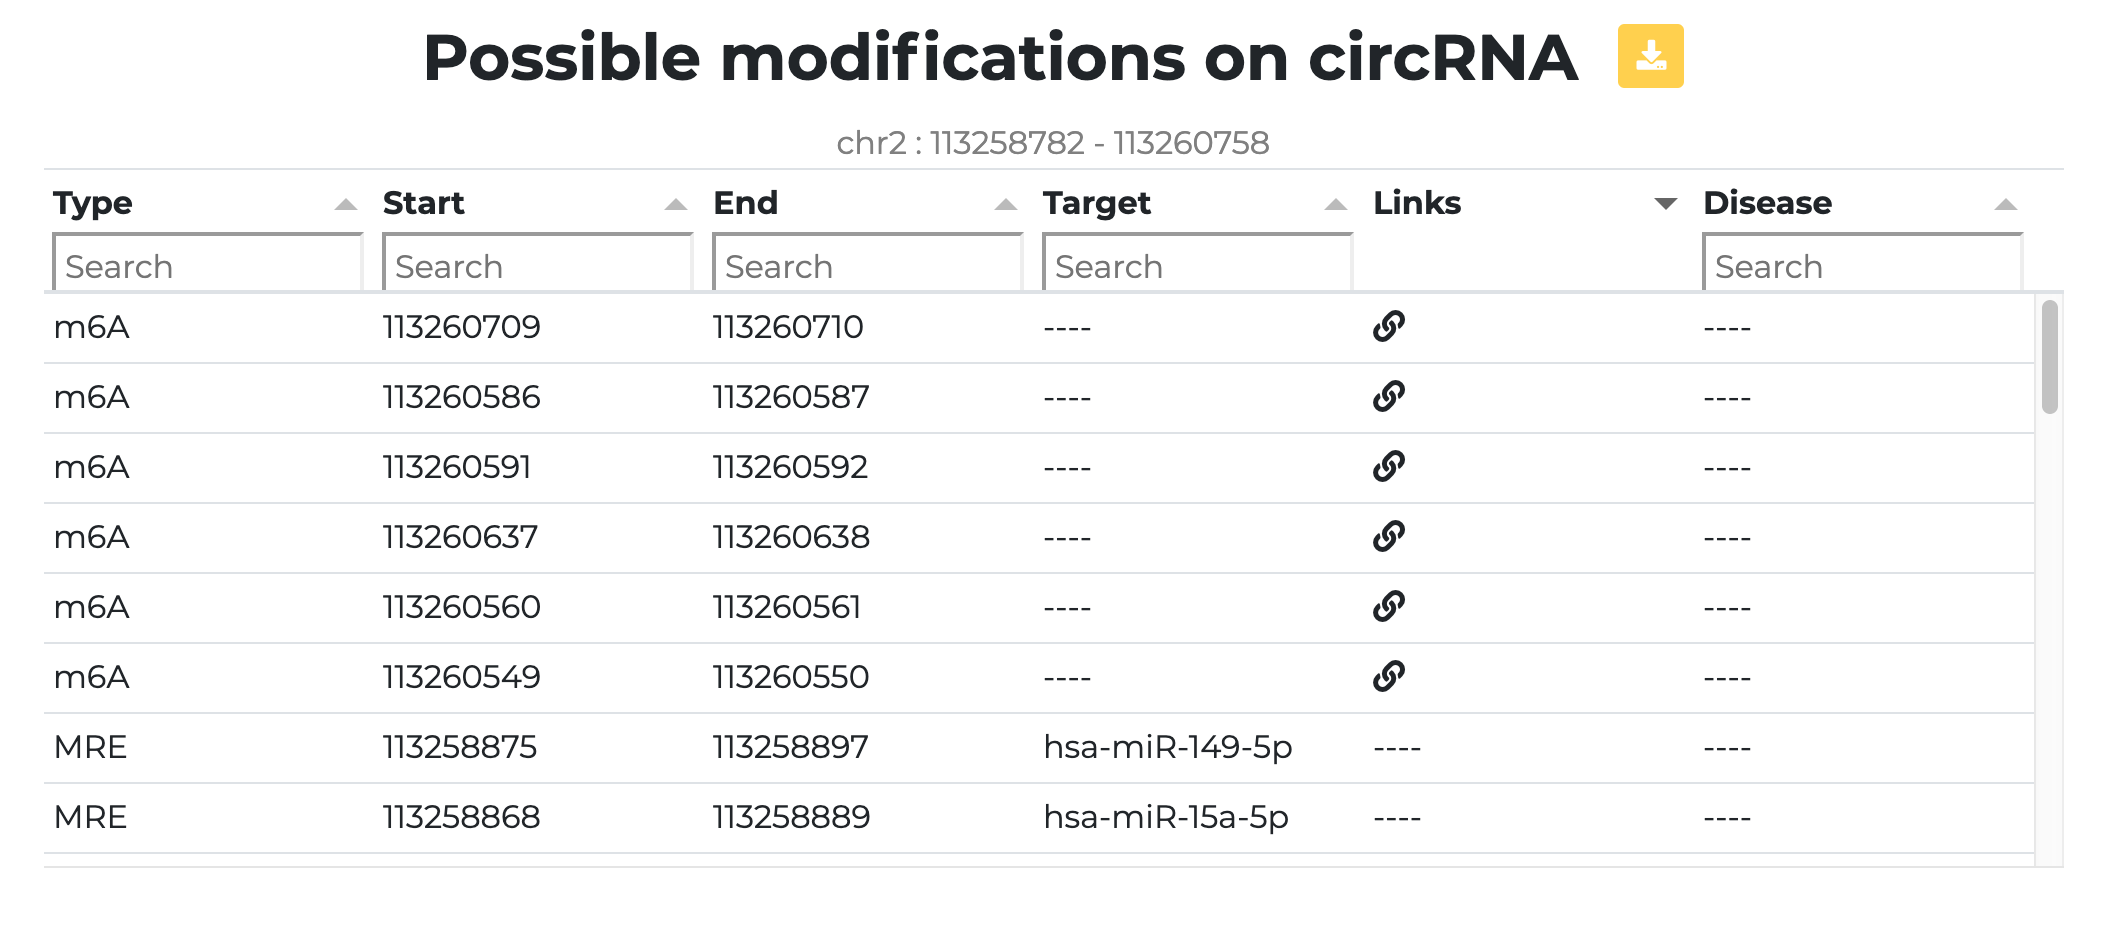 Possible modifications on circRNA
chr2 : 113258782 - 113260758
Type Start End Target Links Disease
Search Search Search Search Search
m6A 113260709 113260710 ---- ----
m6A 113260586 113260587 ---- ----
m6A 113260591 113260592 ---- ----
m6A 113260637 113260638 ---- ----
m6A 113260560 113260561 ---- ----
m6A 113260549 113260550 ---- ----
MRE 113258875 113258897 hsa-miR-149-5p ---- ----
MRE 113258868 113258889 hsa-miR-15a-5p ---- ----